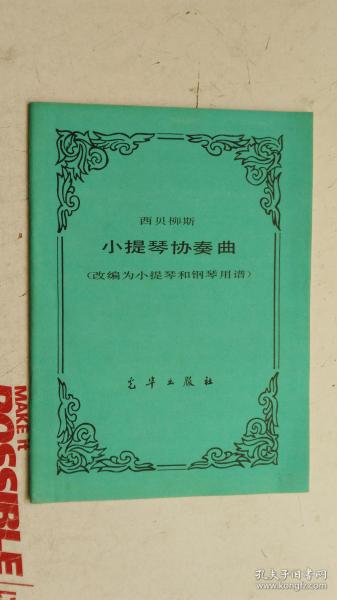 西贝柳斯
小提琴协奏曲
(改编为小提琴和钢琴用谱)
光华出版社
MAKE IT
POSSIBLE
孔夫子旧书网